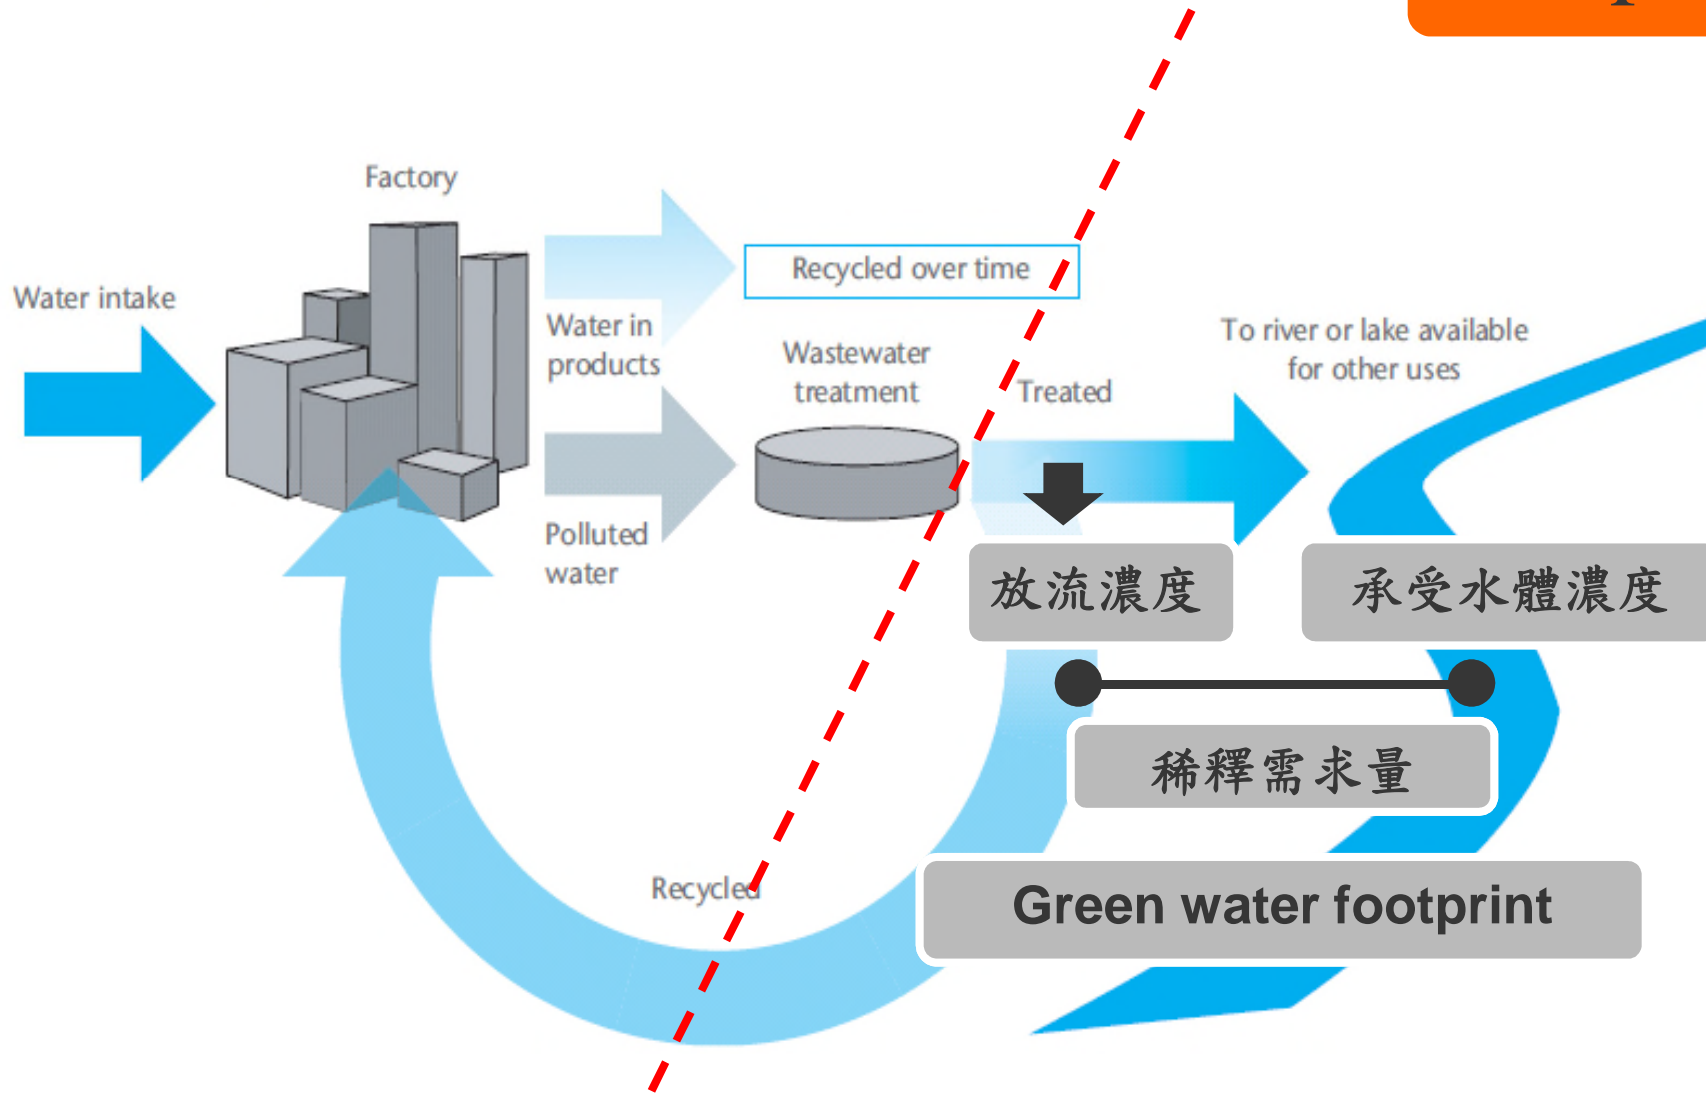 Factory
Water intake
Recycled over time
Water in
products
Wastewater
treatment
To river or lake available
for other uses
Treated
Polluted
water
放流濃度
承受水體濃度
稀釋需求量
Recycled
Green water footprint